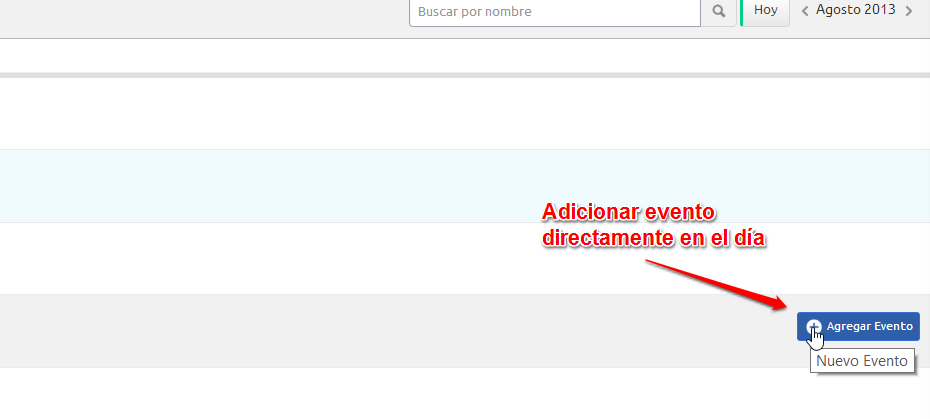 Buscar por nombre
Hoy
Agosto 2013
Adicionar evento
directamente en el día
Agregar Evento
Nuevo Evento